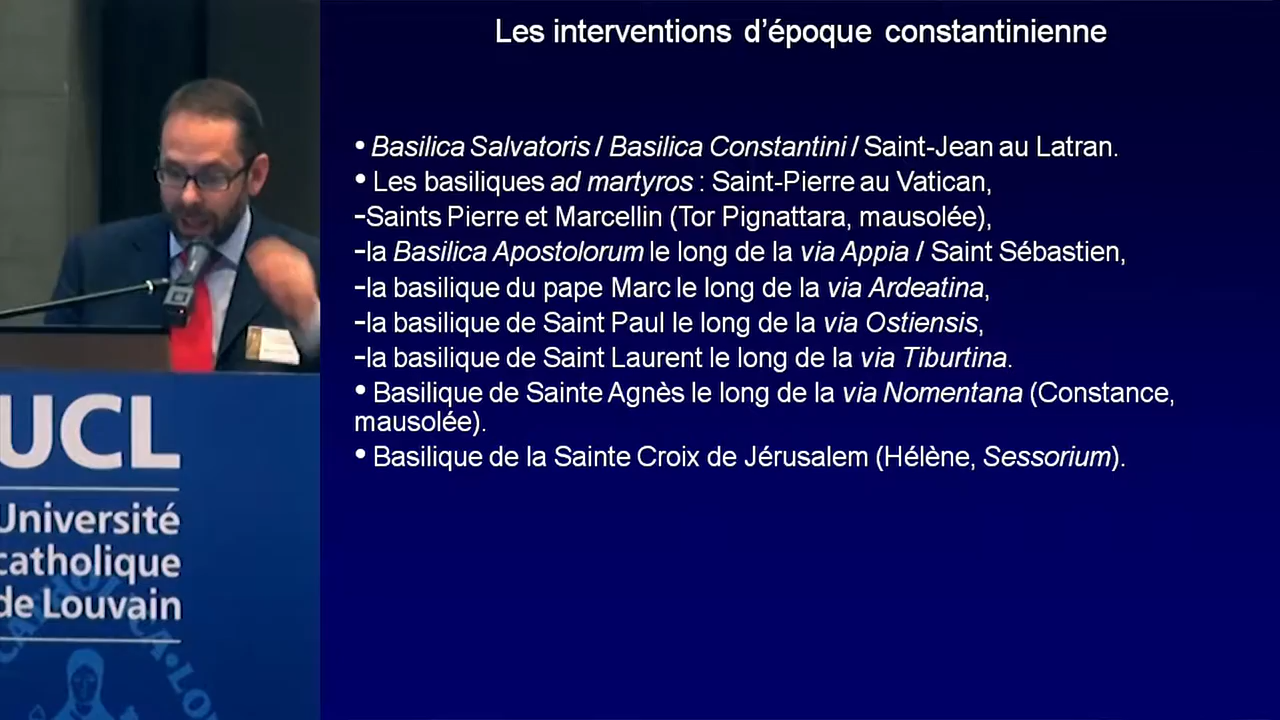 Les interventions d'époque constantinienne
• Basilica Salvatoris / Basilica Constantini / Saint-Jean au Latran.
• Les basiliques ad martyros : Saint-Pierre au Vatican,
-Saints Pierre et Marcellin (Tor Pignattara, mausolée),
-la Basilica Apostolorum le long de la via Appia / Saint Sébastien,
-la basilique du pape Marc le long de la via Ardeatina,
-la basilique de Saint Paul le long de la via Ostiensis,
-la basilique de Saint Laurent le long de la via Tiburtina.
• Basilique de Sainte Agnès le long de la via Nomentana (Constance,
mausolée).
• Basilique de la Sainte Croix de Jérusalem (Hélène, Sessorium).
UCL
Université
catholique
de Louvain